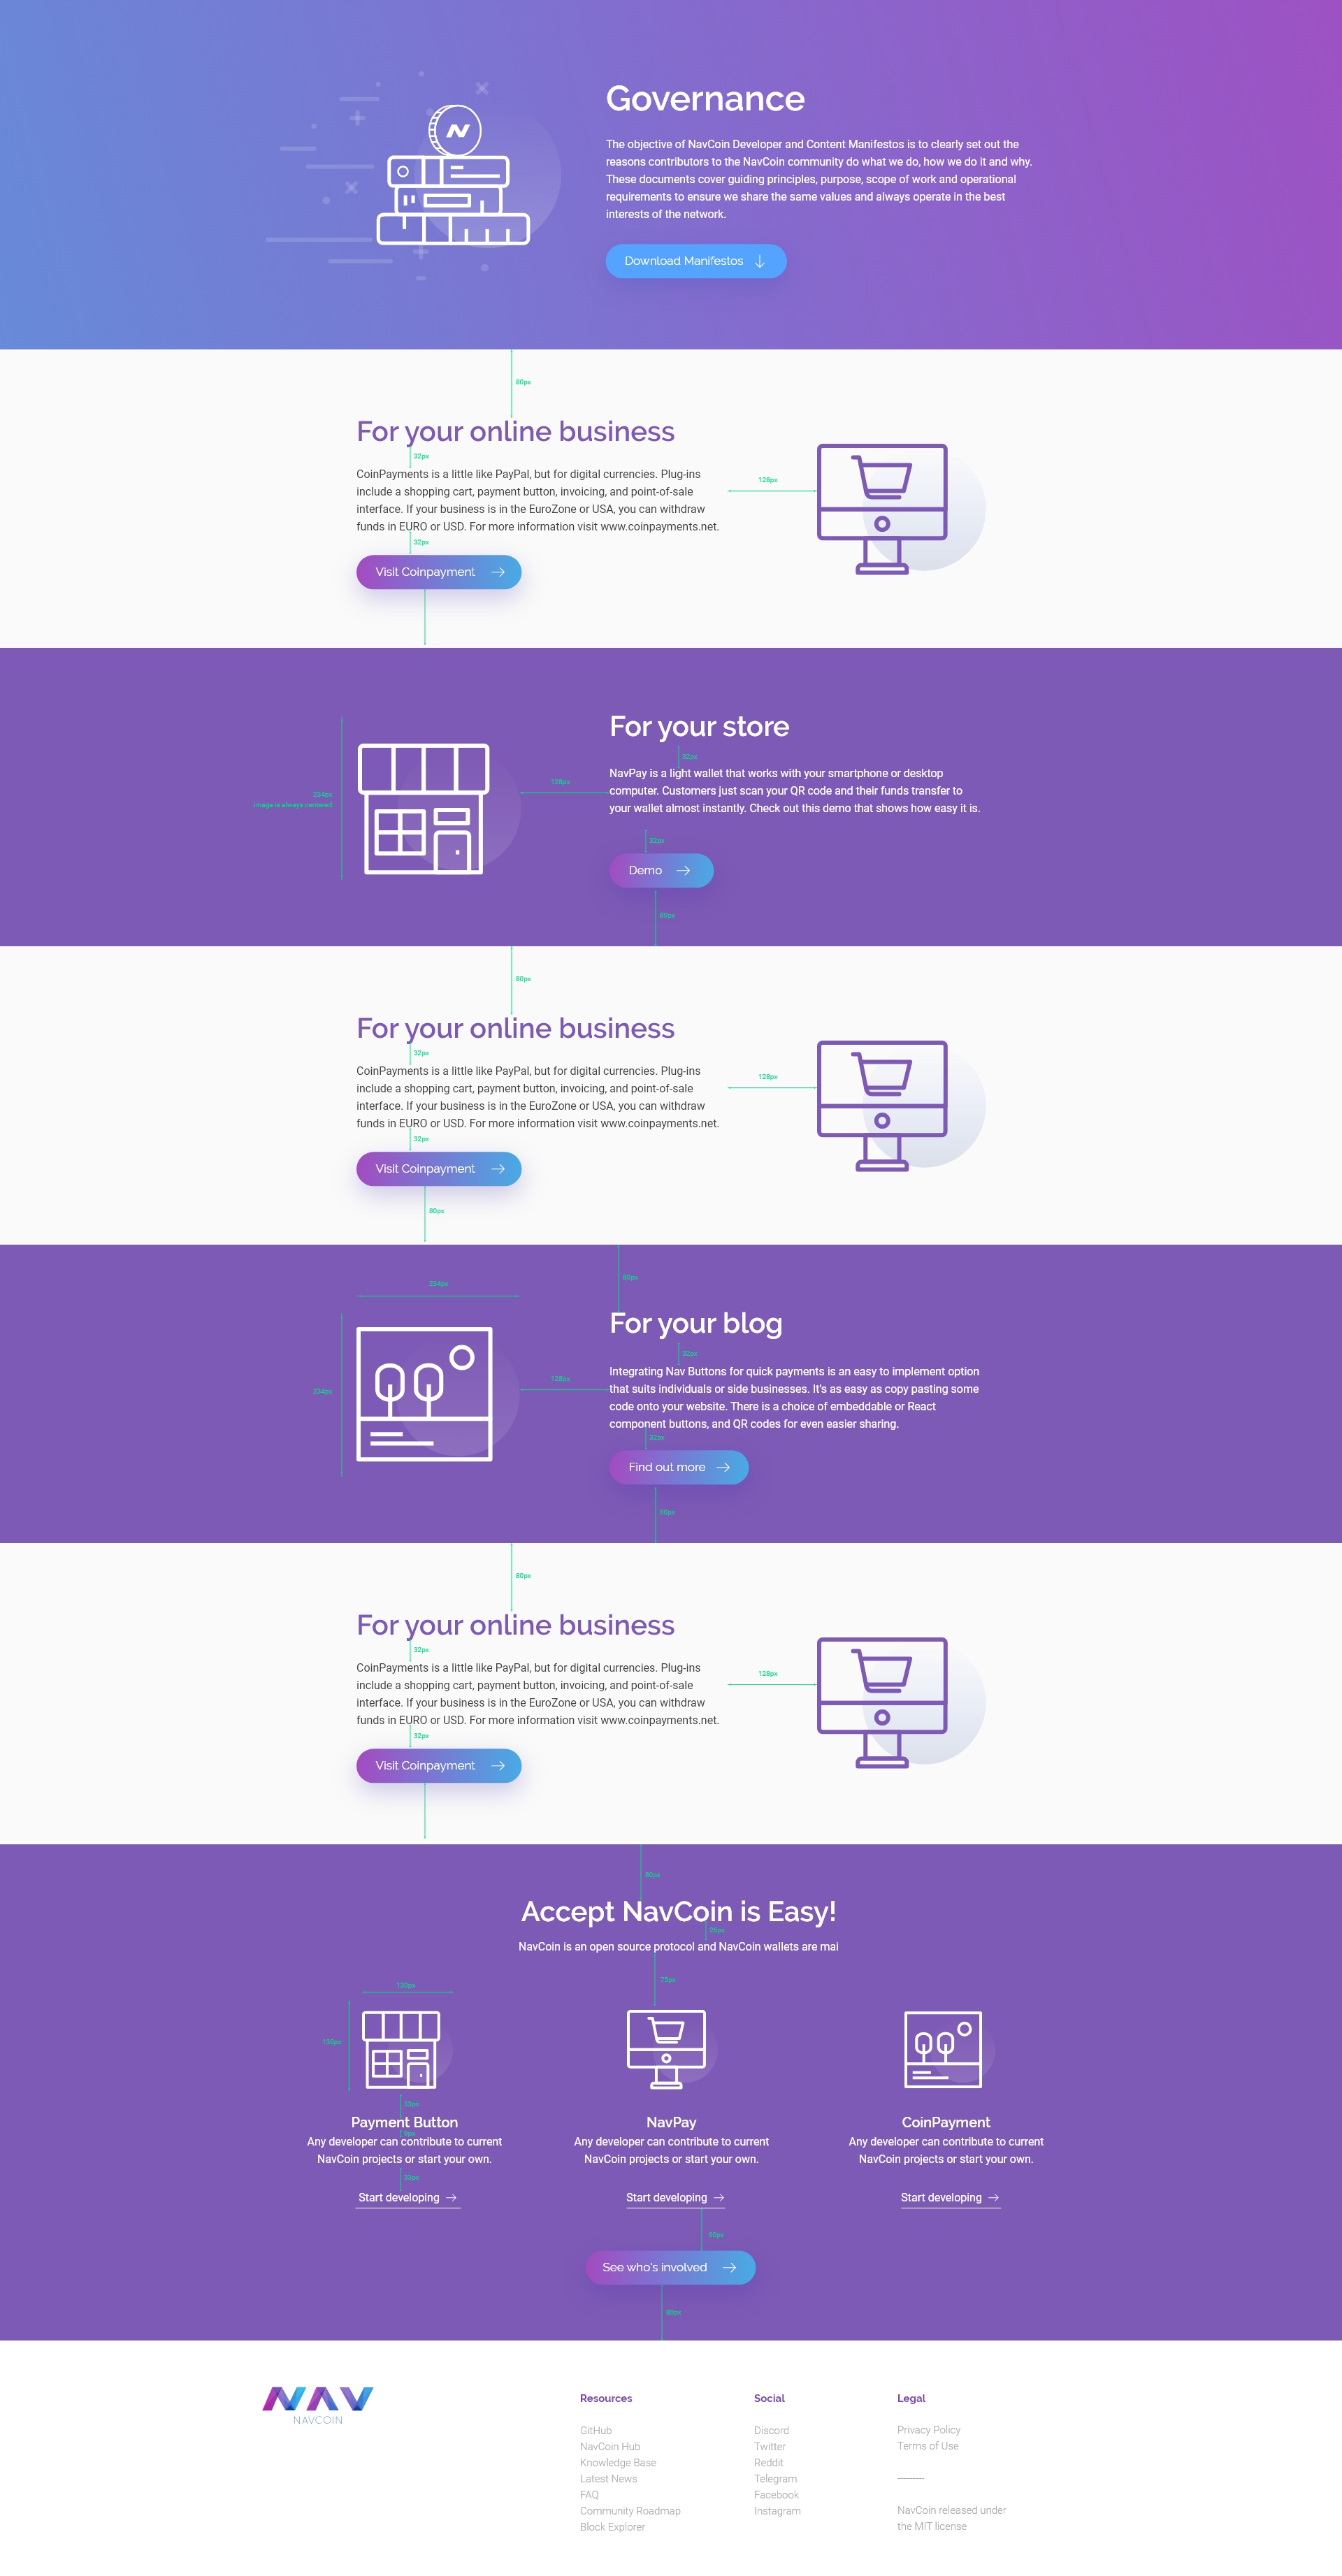 Governance
The objective of NavCoin Developer and Content Manifestos is to clearly set out the
reasons contributors to the NavCoin community do what we do, how we do it and why.
These documents cover guiding principles, purpose, scope of work and operational
requirements to ensure we share the same values and always operate in the best
interests of the network.
Download Manifestos
80px
For your online business
32px
CoinPayments is a little like PayPal, but for digital currencies. Plug-ins
include a shopping cart, payment button, invoicing, and point-of-sale
interface. If your business is in the EuroZone or USA, you can withdraw
funds in EURO or USD. For more information visit www.coinpayments.net.
128px
32px
Visit Coinpayment
For your store
32px
NavPay is a light wallet that works with your smartphone or desktop
computer. Customers just scan your QR code and their funds transfer to
your wallet almost instantly. Check out this demo that shows how easy it is.
128px
234px
image is always centered
32px
Demo
80px
80px
For your online business
32px
CoinPayments is a little like PayPal, but for digital currencies. Plug-ins
include a shopping cart, payment button, invoicing, and point-of-sale
interface. If your business is in the EuroZone or USA, you can withdraw
funds in EURO or USD. For more information visit www.coinpayments.net.
128px
32px
Visit Coinpayment
80px
80px
234px
For your blog
32px
Integrating Nav Buttons for quick payments is an easy to implement option
that suits individuals or side businesses. It's as easy as copy pasting some
code onto your website. There is a choice of embeddable or React
component buttons, and QR codes for even easier sharing.
128px
234px
32px
Find out more
80px
80px
For your online business
32px
CoinPayments is a little like PayPal, but for digital currencies. Plug-ins
include a shopping cart, payment button, invoicing, and point-of-sale
interface. If your business is in the EuroZone or USA, you can withdraw
funds in EURO or USD. For more information visit www.coinpayments.net.
128px
32px
Visit Coinpayment
80px
Accept NavCoin is Easy!
25px
NavCoin is an open source protocol and NavCoin wallets are mai
75px
130px
130px
33px
Payment Button
Any developer can contribute to current
NavCoin projects or start your own.
33px
Start developing
NavPay
Any developer can contribute to current
NavCoin projects or start your own.
Start developing
CoinPayment
Any developer can contribute to current
NavCoin projects or start your own.
Start developing
60px
See who's involved
80px
NAV
NAVCOIN
Resources
GitHub
NavCoin Hub
Knowledge Base
Latest News
FAQ
Community Roadmap
Block Explorer
Social
Discord
Twitter
Reddit
Telegram
Facebook
Instagram
Legal
Privacy Policy
Terms of Use
NavCoin released under
the MIT license